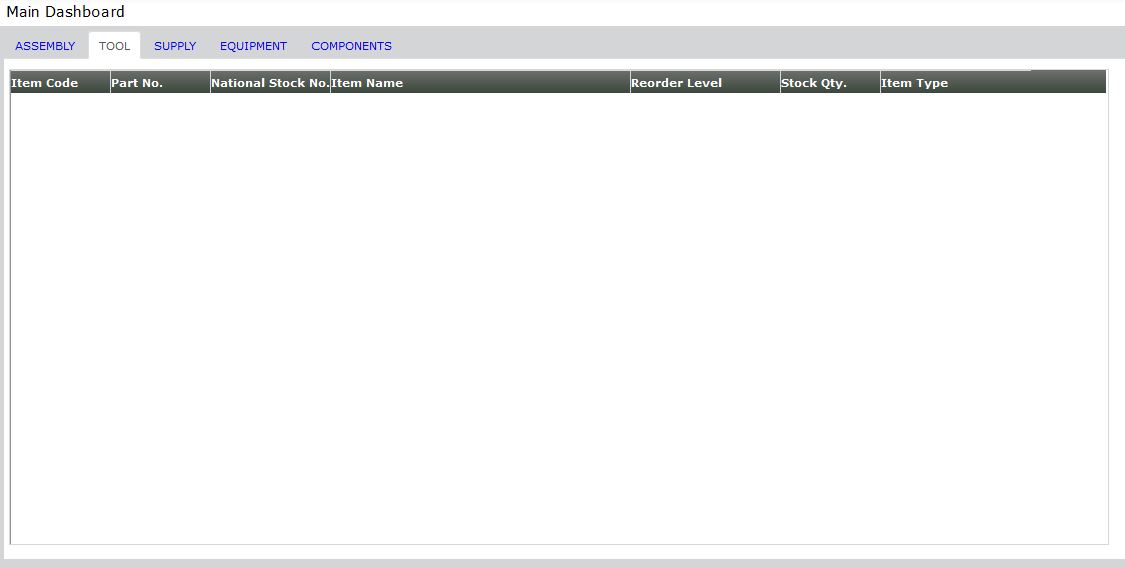 Main Dashboard
ASSEMBLY TOOL SUPPLY EQUIPMENT COMPONENTS
Item Code Part No. National Stock No. Item Name Reorder Level Stock Qty. Item Type